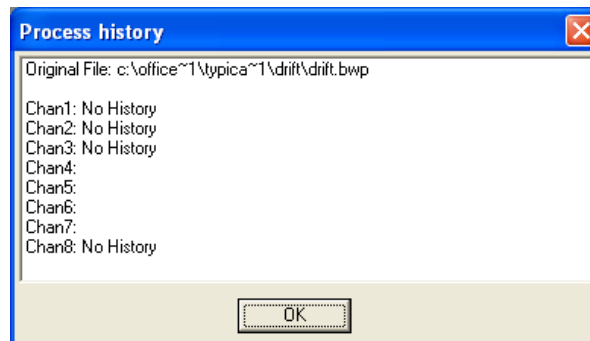 Process history
Original File: c:\office~1\typica~1\drift\drift.bwp
Chan1: No History
Chan2: No History
Chan3: No History
Chan4:
Chan5:
Chan6:
Chan7:
Chan8: No History
OK